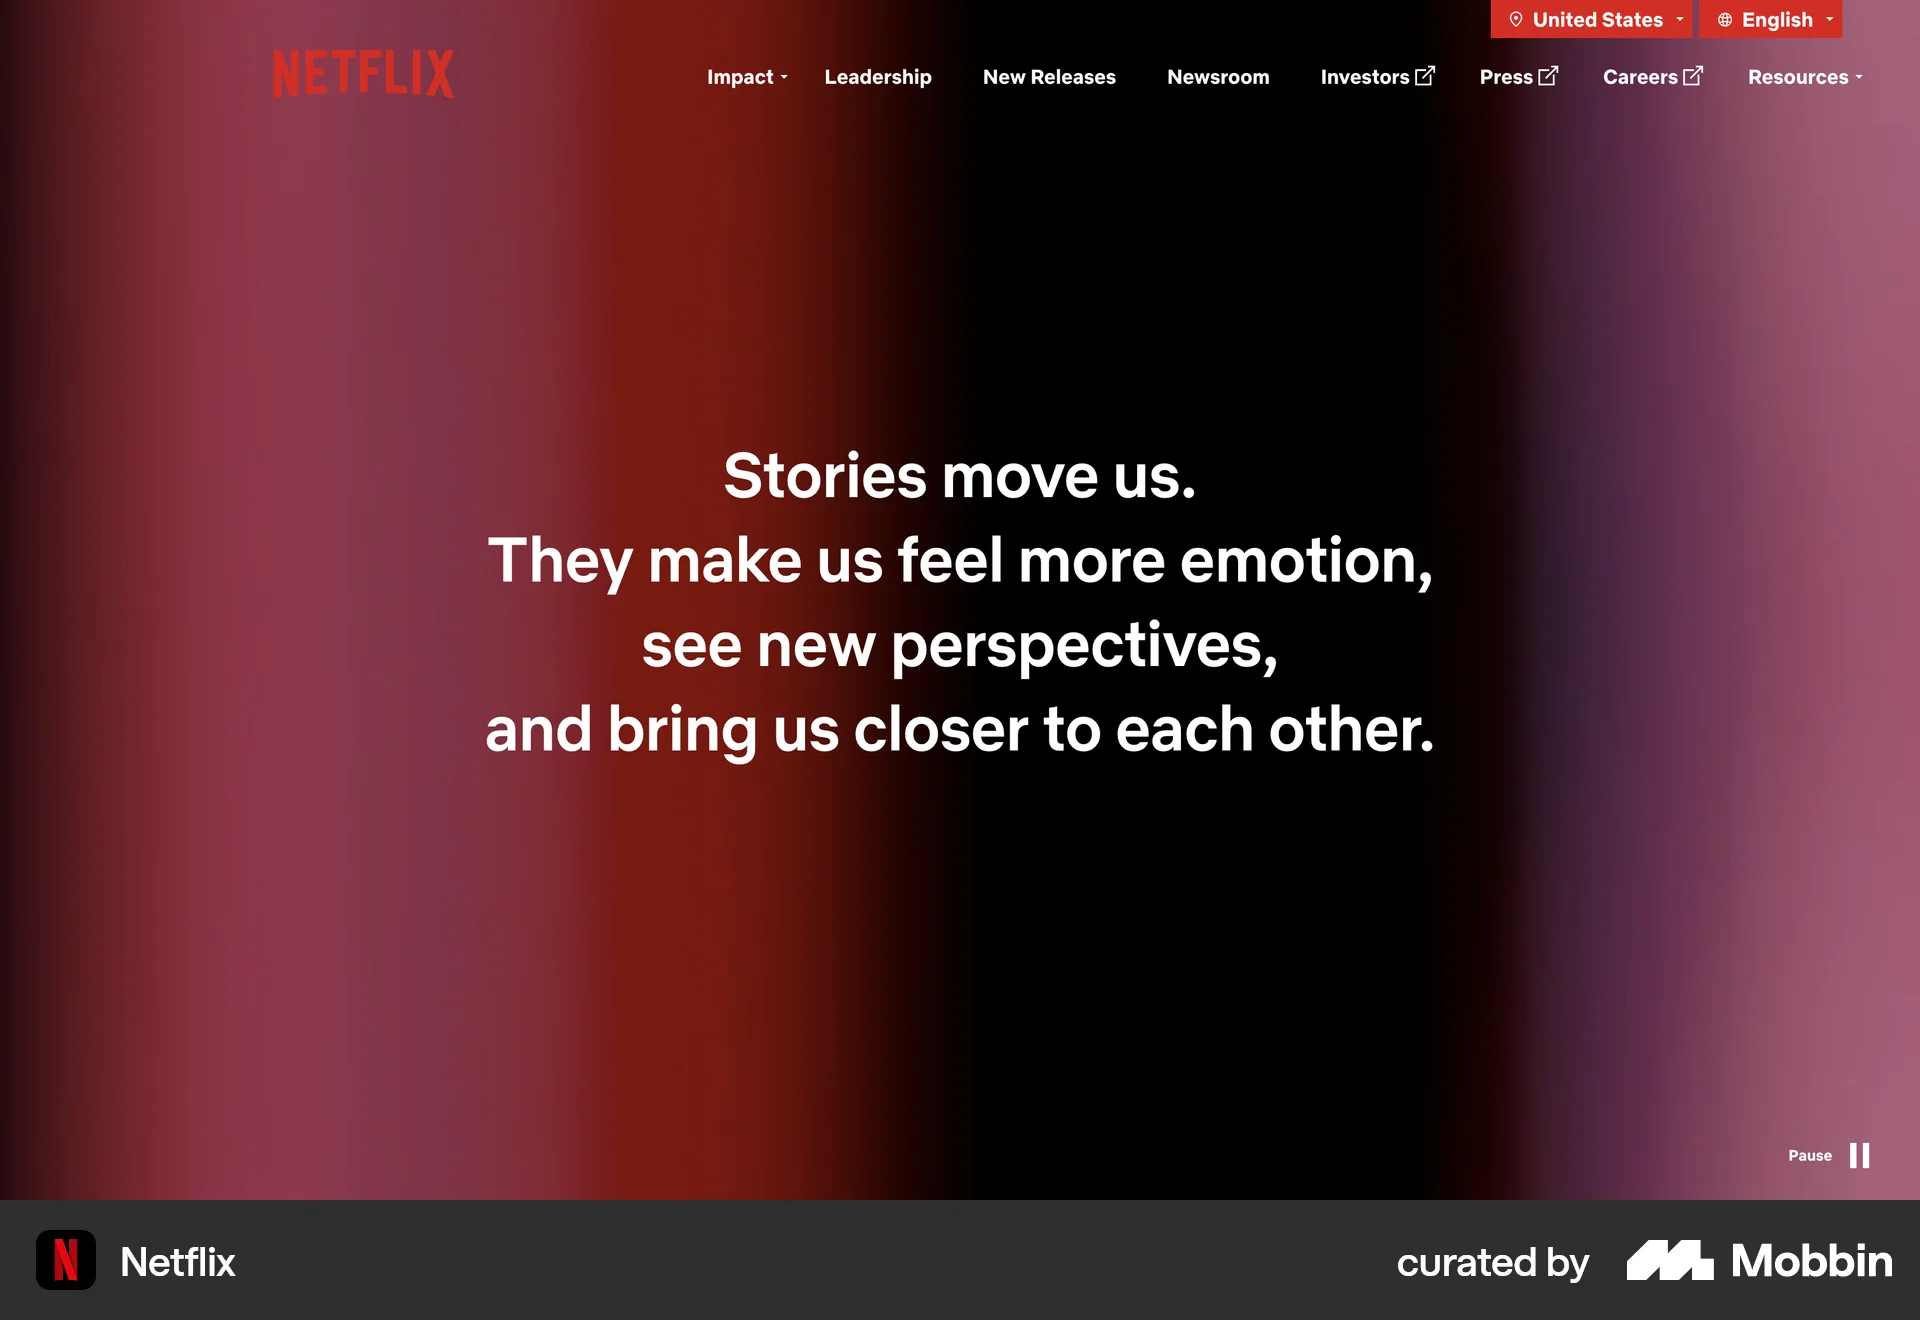 United States English
NETFLIX Impact Leadership New Releases Newsroom Investors Press Careers Resources
Stories move us.
They make us feel more emotion,
see new perspectives,
and bring us closer to each other.
Pause
N Netflix curated by Mobbin